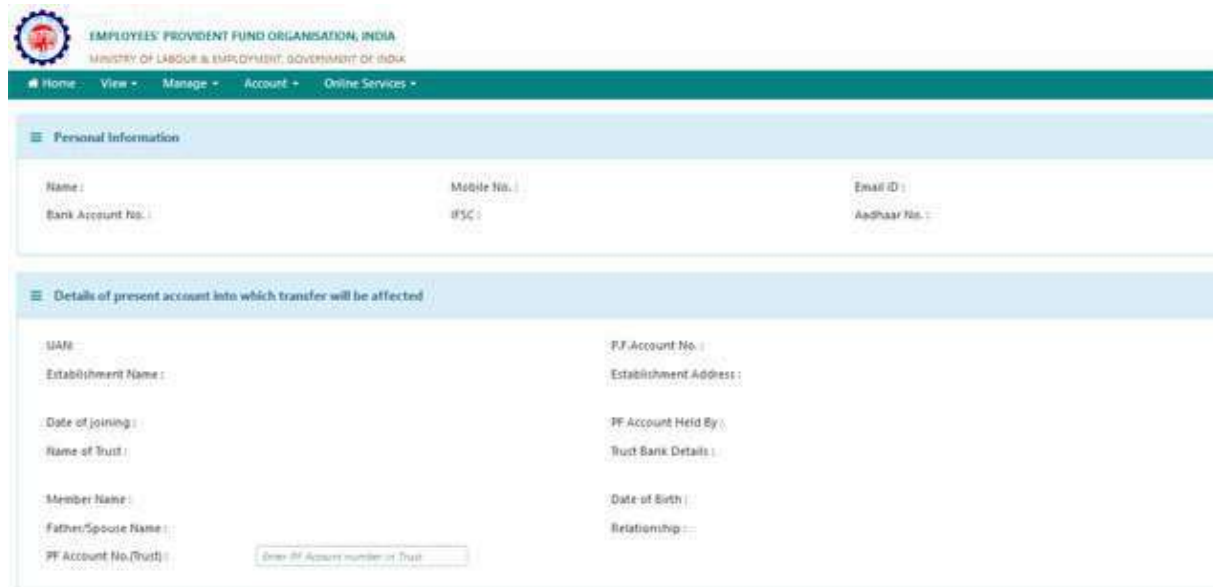 EMPLOYEES' PROVIDENT FUND ORGANISATION, INDIA
MINISTRY OF LABOUR & EMPLOYMENT, GOVERNMENT OF INDIA
Home View Manage Account Online Services
Personal Information
Name : Mobile No. : Email ID :
Bank Account No. : IFSC : Aadhaar No. :
Details of present account into which transfer will be affected
UAN: P.F.Account No. :
Establishment Name : Establishment Address :
Date of joining : PF Account Held By :
Name of Trust : Trust Bank Details :
Member Name : Date of Birth :
Father/Spouse Name : Relationship :
PF Account No.(Trust) : Enter PF Account number in Trust